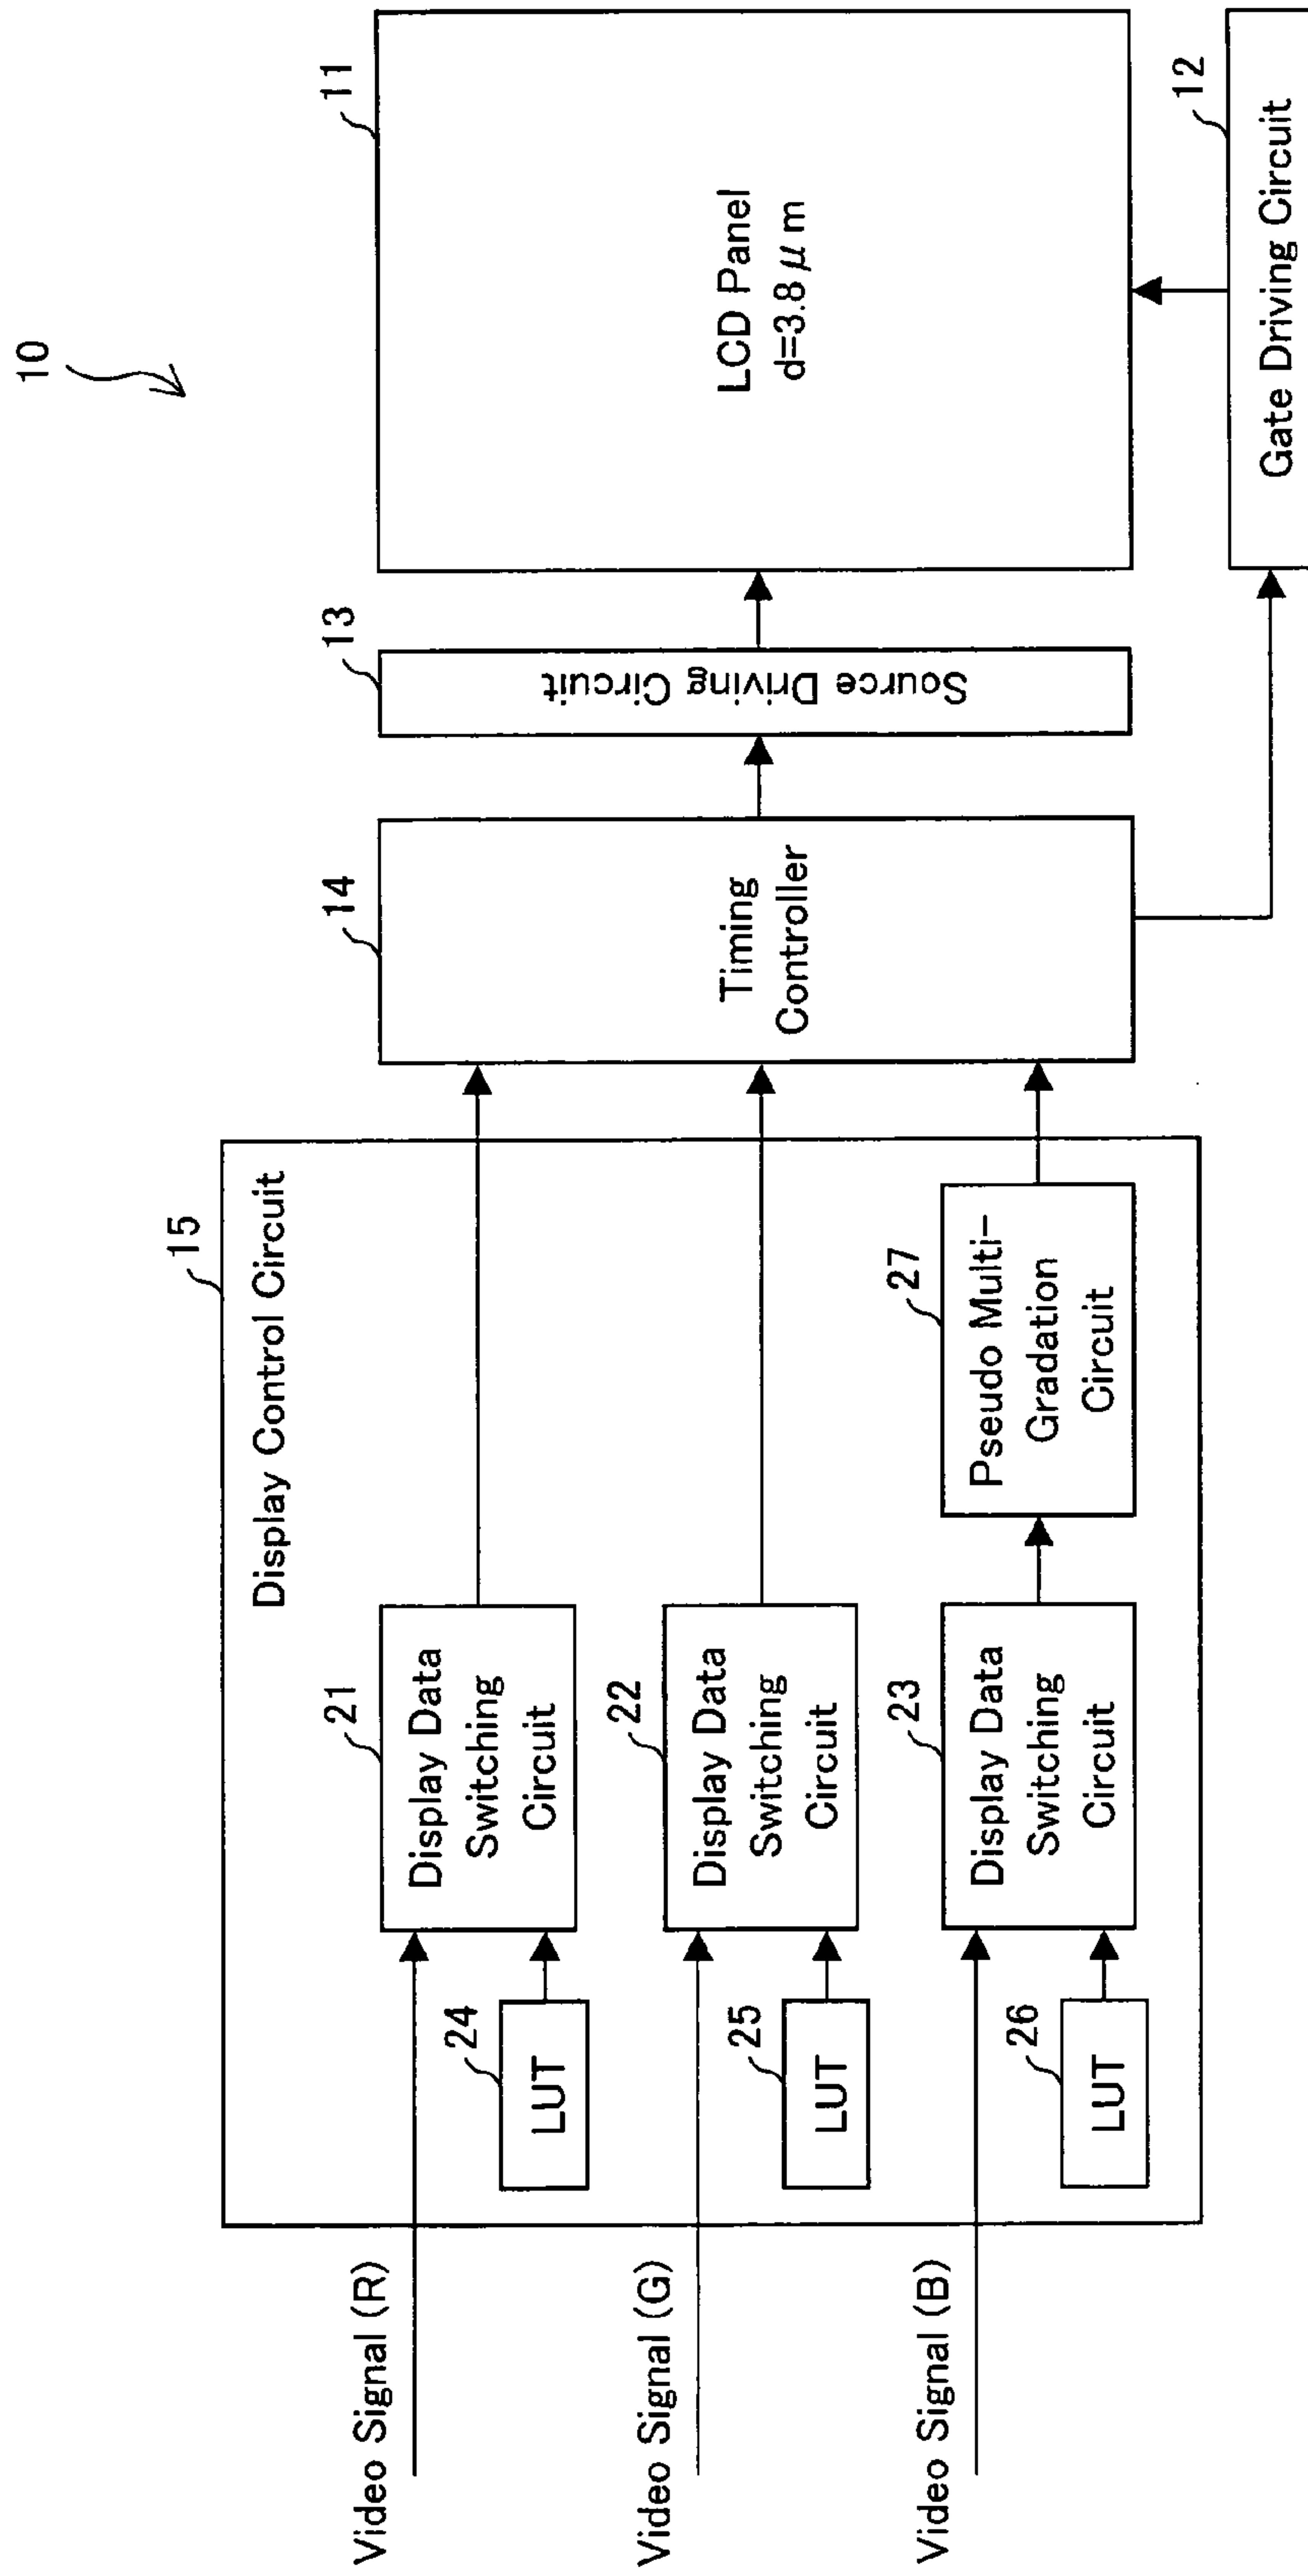 10
15
Display Control Circuit
Video Signal (R)
21
Display Data
Switching
Circuit
24
LUT
Video Signal (G)
22
Display Data
Switching
Circuit
25
LUT
Video Signal (B)
23
Display Data
Switching
Circuit
26
LUT
27
Pseudo Multi-
Gradation
Circuit
14
Timing
Controller
13
Source Driving Circuit
11
LCD Panel
d=3.8μm
12
Gate Driving Circuit